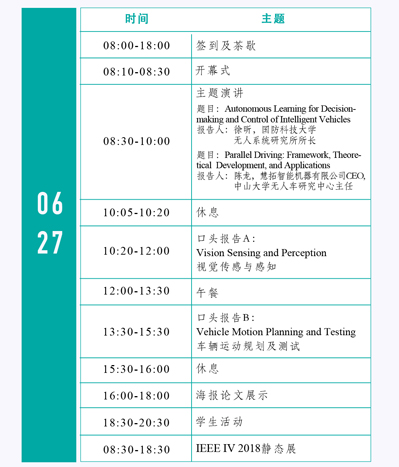 时间 主题
08:00-18:00 签到及茶歇
08:10-08:30 开幕式
主题演讲
题目：Autonomous Learning for Decision-
making and Control of Intelligent Vehicles
报告人：徐昕，国防科技大学
无人系统研究所所长
08:30-10:00
题目：Parallel Driving: Framework, Theore-
tical Development, and Applications
报告人：陈龙，慧拓智能机器有限公司CEO,
中山大学无人车研究中心主任
06
27
10:05-10:20 休息
口头报告A：
10:20-12:00 Vision Sensing and Perception
视觉传感与感知
12:00-13:30 午餐
口头报告B：
13:30-15:30 Vehicle Motion Planning and Testing
车辆运动规划及测试
15:30-16:00 休息
16:00-18:00 海报论文展示
18:30-20:30 学生活动
08:30-18:30 IEEE IV 2018静态展